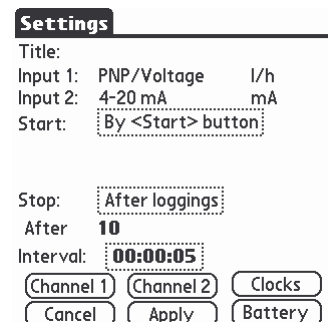 Settings
Title:
Input 1: PNP/Voltage l/h
Input 2: 4-20 mA mA
Start: By <Start> button
Stop: After loggings
After 10
Interval: 00:00:05
Channel 1 Channel 2 Clocks
Cancel Apply Battery